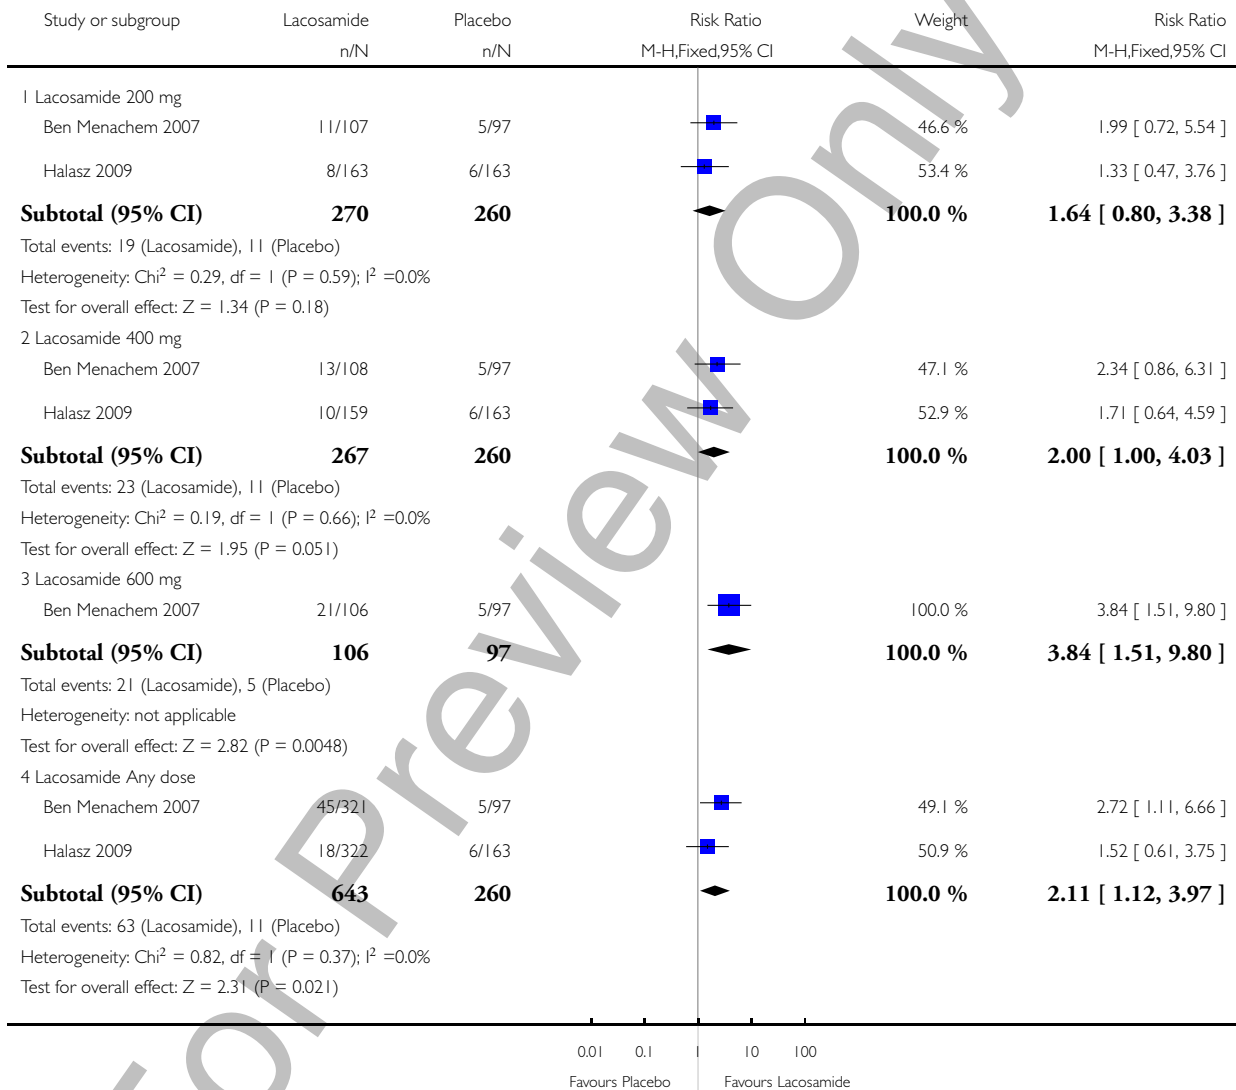 Study or subgroup Lacosamide Placebo Risk Ratio Weight Risk Ratio
n/N n/N M-H,Fixed,95% CI M-H,Fixed,95% CI
1 Lacosamide 200 mg
Ben Menachem 2007 11/107 5/97 46.6 % 1.99 [ 0.72, 5.54 ]
Halasz 2009 8/163 6/163 53.4 % 1.33 [ 0.47, 3.76 ]
Subtotal (95% CI) 270 260 100.0 % 1.64 [ 0.80, 3.38 ]
Total events: 19 (Lacosamide), 11 (Placebo)
Heterogeneity: Chi² = 0.29, df = 1 (P = 0.59); I² =0.0%
Test for overall effect: Z = 1.34 (P = 0.18)
2 Lacosamide 400 mg
Ben Menachem 2007 13/108 5/97 47.1 % 2.34 [ 0.86, 6.31 ]
Halasz 2009 10/159 6/163 52.9 % 1.71 [ 0.64, 4.59 ]
Subtotal (95% CI) 267 260 100.0 % 2.00 [ 1.00, 4.03 ]
Total events: 23 (Lacosamide), 11 (Placebo)
Heterogeneity: Chi² = 0.19, df = 1 (P = 0.66); I² =0.0%
Test for overall effect: Z = 1.95 (P = 0.051)
3 Lacosamide 600 mg
Ben Menachem 2007 21/106 5/97 100.0 % 3.84 [ 1.51, 9.80 ]
Subtotal (95% CI) 106 97 100.0 % 3.84 [ 1.51, 9.80 ]
Total events: 21 (Lacosamide), 5 (Placebo)
Heterogeneity: not applicable
Test for overall effect: Z = 2.82 (P = 0.0048)
4 Lacosamide Any dose
Ben Menachem 2007 45/321 5/97 49.1 % 2.72 [ 1.11, 6.66 ]
Halasz 2009 18/322 6/163 50.9 % 1.52 [ 0.61, 3.75 ]
Subtotal (95% CI) 643 260 100.0 % 2.11 [ 1.12, 3.97 ]
Total events: 63 (Lacosamide), 11 (Placebo)
Heterogeneity: Chi² = 0.82, df = 1 (P = 0.37); I² =0.0%
Test for overall effect: Z = 2.31 (P = 0.021)
0.01 0.1 1 10 100
Favours Placebo Favours Lacosamide
For Preview Only